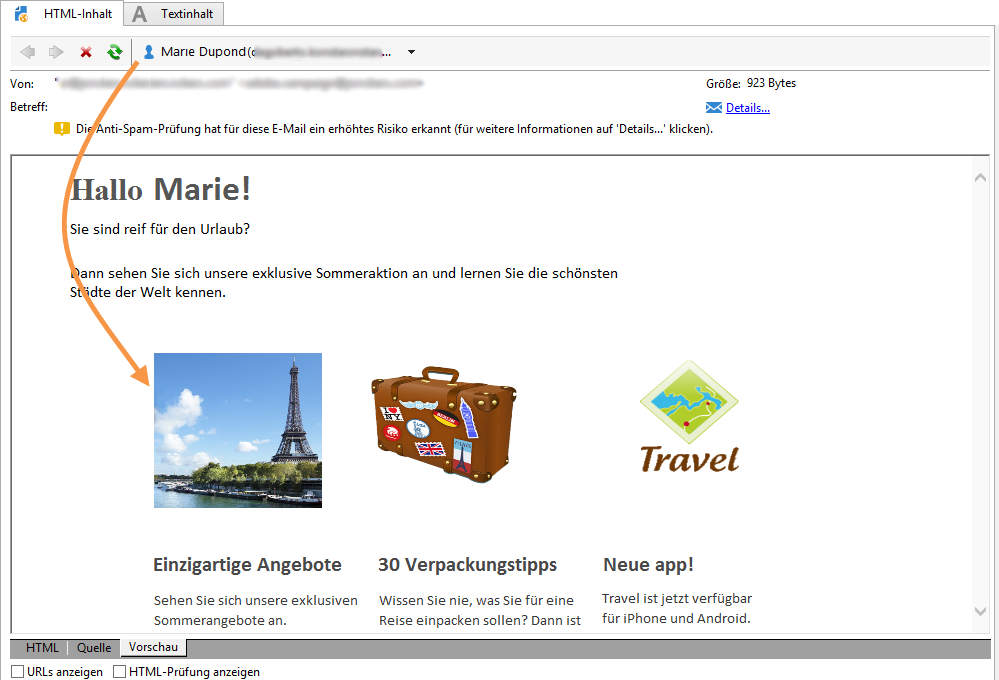 HTML-Inhalt
A Textinhalt
Marie Dupond(
...
Von:
Größe: 923 Bytes
Betreff:
Details...
Die Anti-Spam-Prüfung hat für diese E-Mail ein erhöhtes Risiko erkannt (für weitere Informationen auf 'Details...' klicken).
Hallo Marie!
Sie sind reif für den Urlaub?
Dann sehen Sie sich unsere exklusive Sommeraktion an und lernen Sie die schönsten
Städte der Welt kennen.
I ♥
NY
BERLIN
PARIS
Travel
Einzigartige Angebote
30 Verpackungstipps
Neue app!
Sehen Sie sich unsere exklusiven
Sommerangebote an.
Wissen Sie nie, was Sie für eine
Reise einpacken sollen? Dann ist
Travel ist jetzt verfügbar
für iPhone und Android.
HTML
Quelle
Vorschau
URLs anzeigen
HTML-Prüfung anzeigen